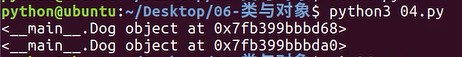 python@ubuntu:~/Desktop/06-类与对象$ python3 04.py
<__main__.Dog object at 0x7fb399bbbd68>
<__main__.Dog object at 0x7fb399bbbda0>